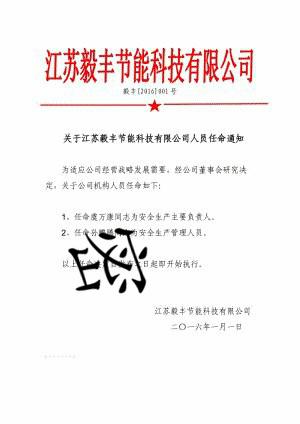 江苏毅丰节能科技有限公司
毅丰[2016]001号
关于江苏毅丰节能科技有限公司人员任命通知
为适应公司经营战略发展需要，经公司董事会研究决
定，关于公司机构人员任命如下：
1、任命虞万康同志为安全生产主要负责人。
2、任命孙 为安全生产管理人员。
以上任命 日起即开始执行。
江苏毅丰节能科技有限公司
二〇一六年一月一日